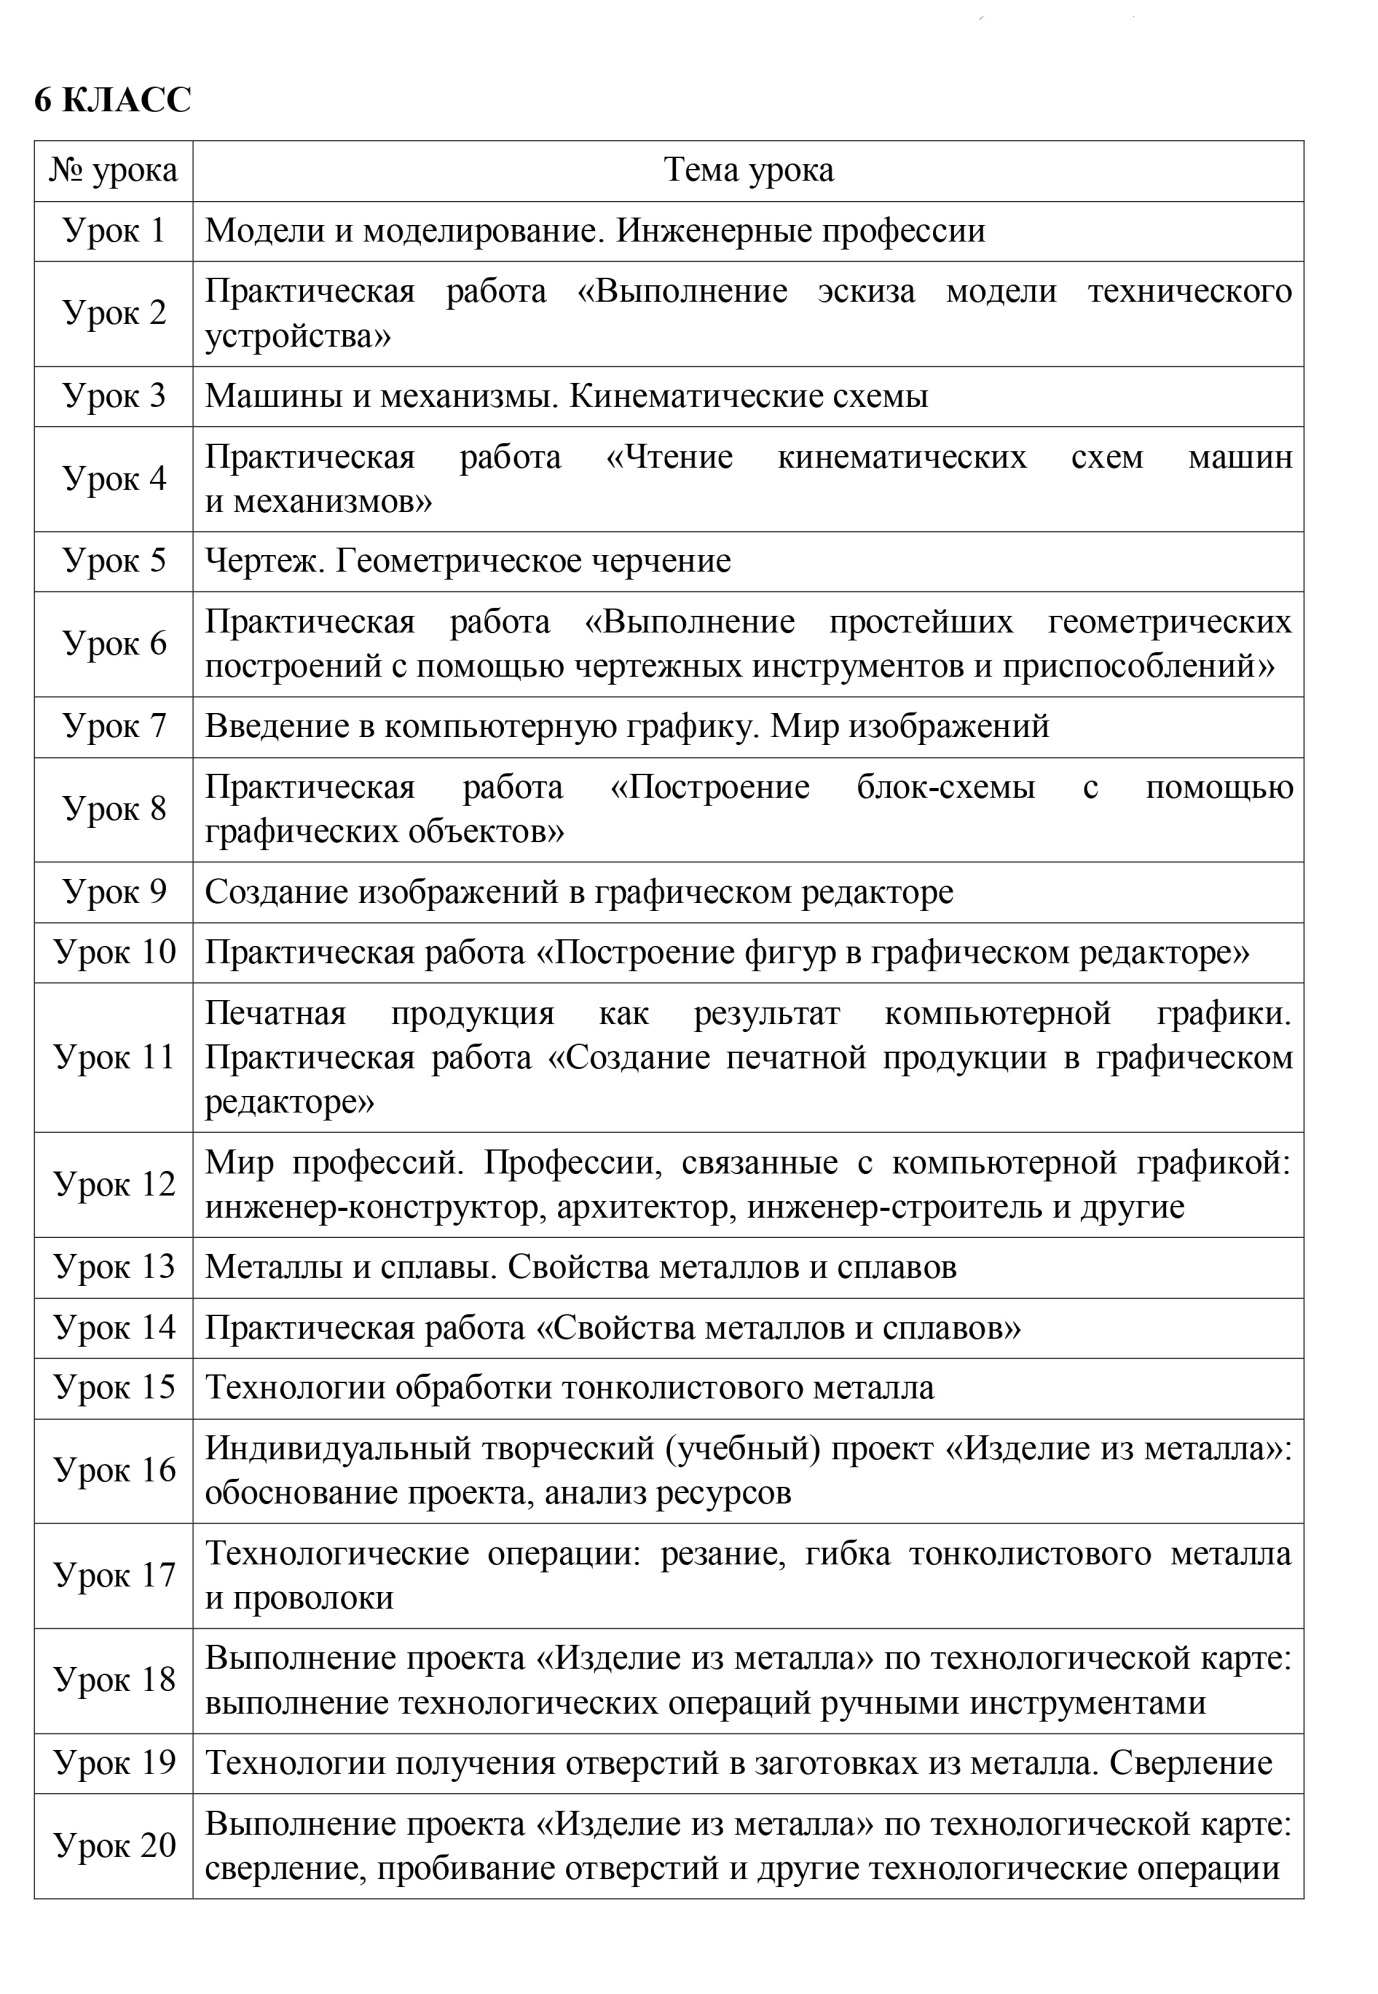 6 КЛАСС
№ урока
Тема урока
Урок 1
Модели и моделирование. Инженерные профессии
Урок 2
Практическая работа «Выполнение эскиза модели технического
устройства»
Урок 3
Машины и механизмы. Кинематические схемы
Урок 4
Практическая работа «Чтение кинематических схем машин
и механизмов»
Урок 5
Чертеж. Геометрическое черчение
Урок 6
Практическая работа «Выполнение простейших геометрических
построений с помощью чертежных инструментов и приспособлений»
Урок 7
Введение в компьютерную графику. Мир изображений
Урок 8
Практическая работа «Построение блок-схемы с помощью
графических объектов»
Урок 9
Создание изображений в графическом редакторе
Урок 10
Практическая работа «Построение фигур в графическом редакторе»
Урок 11
Печатная продукция как результат компьютерной графики.
Практическая работа «Создание печатной продукции в графическом
редакторе»
Урок 12
Мир профессий. Профессии, связанные с компьютерной графикой:
инженер-конструктор, архитектор, инженер-строитель и другие
Урок 13
Металлы и сплавы. Свойства металлов и сплавов
Урок 14
Практическая работа «Свойства металлов и сплавов»
Урок 15
Технологии обработки тонколистового металла
Урок 16
Индивидуальный творческий (учебный) проект «Изделие из металла»:
обоснование проекта, анализ ресурсов
Урок 17
Технологические операции: резание, гибка тонколистового металла
и проволоки
Урок 18
Выполнение проекта «Изделие из металла» по технологической карте:
выполнение технологических операций ручными инструментами
Урок 19
Технологии получения отверстий в заготовках из металла. Сверление
Урок 20
Выполнение проекта «Изделие из металла» по технологической карте:
сверление, пробивание отверстий и другие технологические операции